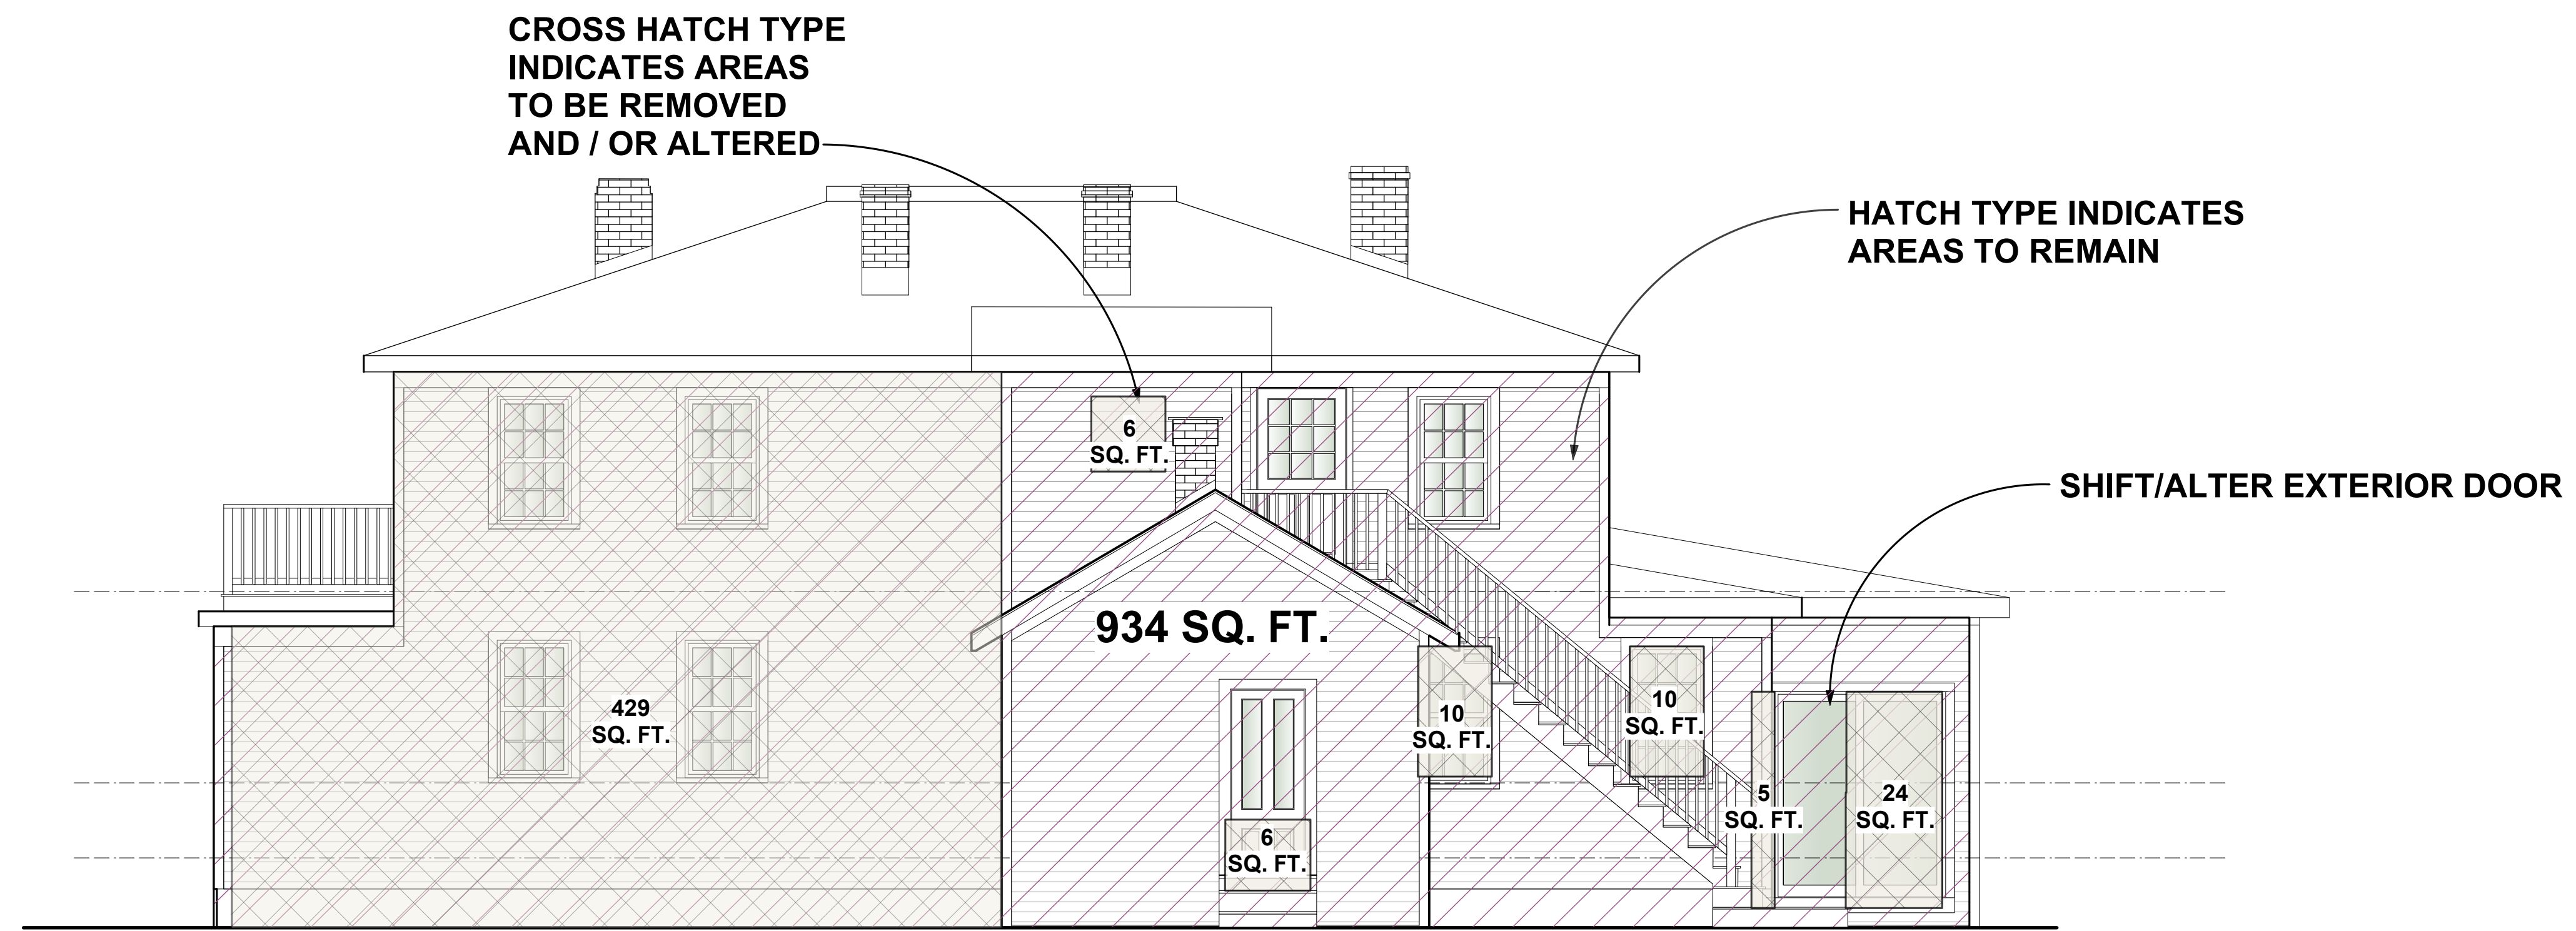 CROSS HATCH TYPE
INDICATES AREAS
TO BE REMOVED
AND / OR ALTERED
HATCH TYPE INDICATES
AREAS TO REMAIN
SHIFT/ALTER EXTERIOR DOOR
6
SQ. FT.
934 SQ. FT.
429
SQ. FT.
10
SQ. FT.
10
SQ. FT.
5
SQ. FT.
24
SQ. FT.
6
SQ. FT.